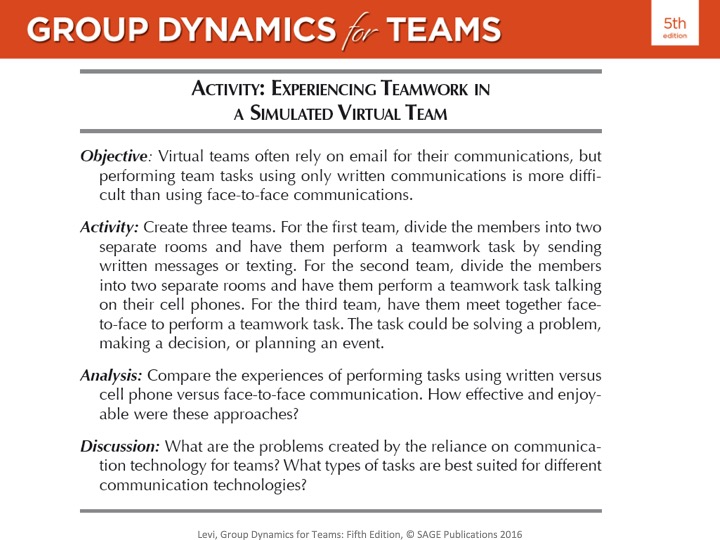 GROUP DYNAMICS for TEAMS
5th
edition
ACTIVITY: EXPERIENCING TEAMWORK IN
A SIMULATED VIRTUAL TEAM
Objective: Virtual teams often rely on email for their communications, but
performing team tasks using only written communications is more diffi-
cult than using face-to-face communications.
Activity: Create three teams. For the first team, divide the members into two
separate rooms and have them perform a teamwork task by sending
written messages or texting. For the second team, divide the members
into two separate rooms and have them perform a teamwork task talking
on their cell phones. For the third team, have them meet together face-
to-face to perform a teamwork task. The task could be solving a problem,
making a decision, or planning an event.
Analysis: Compare the experiences of performing tasks using written versus
cell phone versus face-to-face communication. How effective and enjoy-
able were these approaches?
Discussion: What are the problems created by the reliance on communica-
tion technology for teams? What types of tasks are best suited for different
communication technologies?
Levi, Group Dynamics for Teams: Fifth Edition, © SAGE Publications 2016